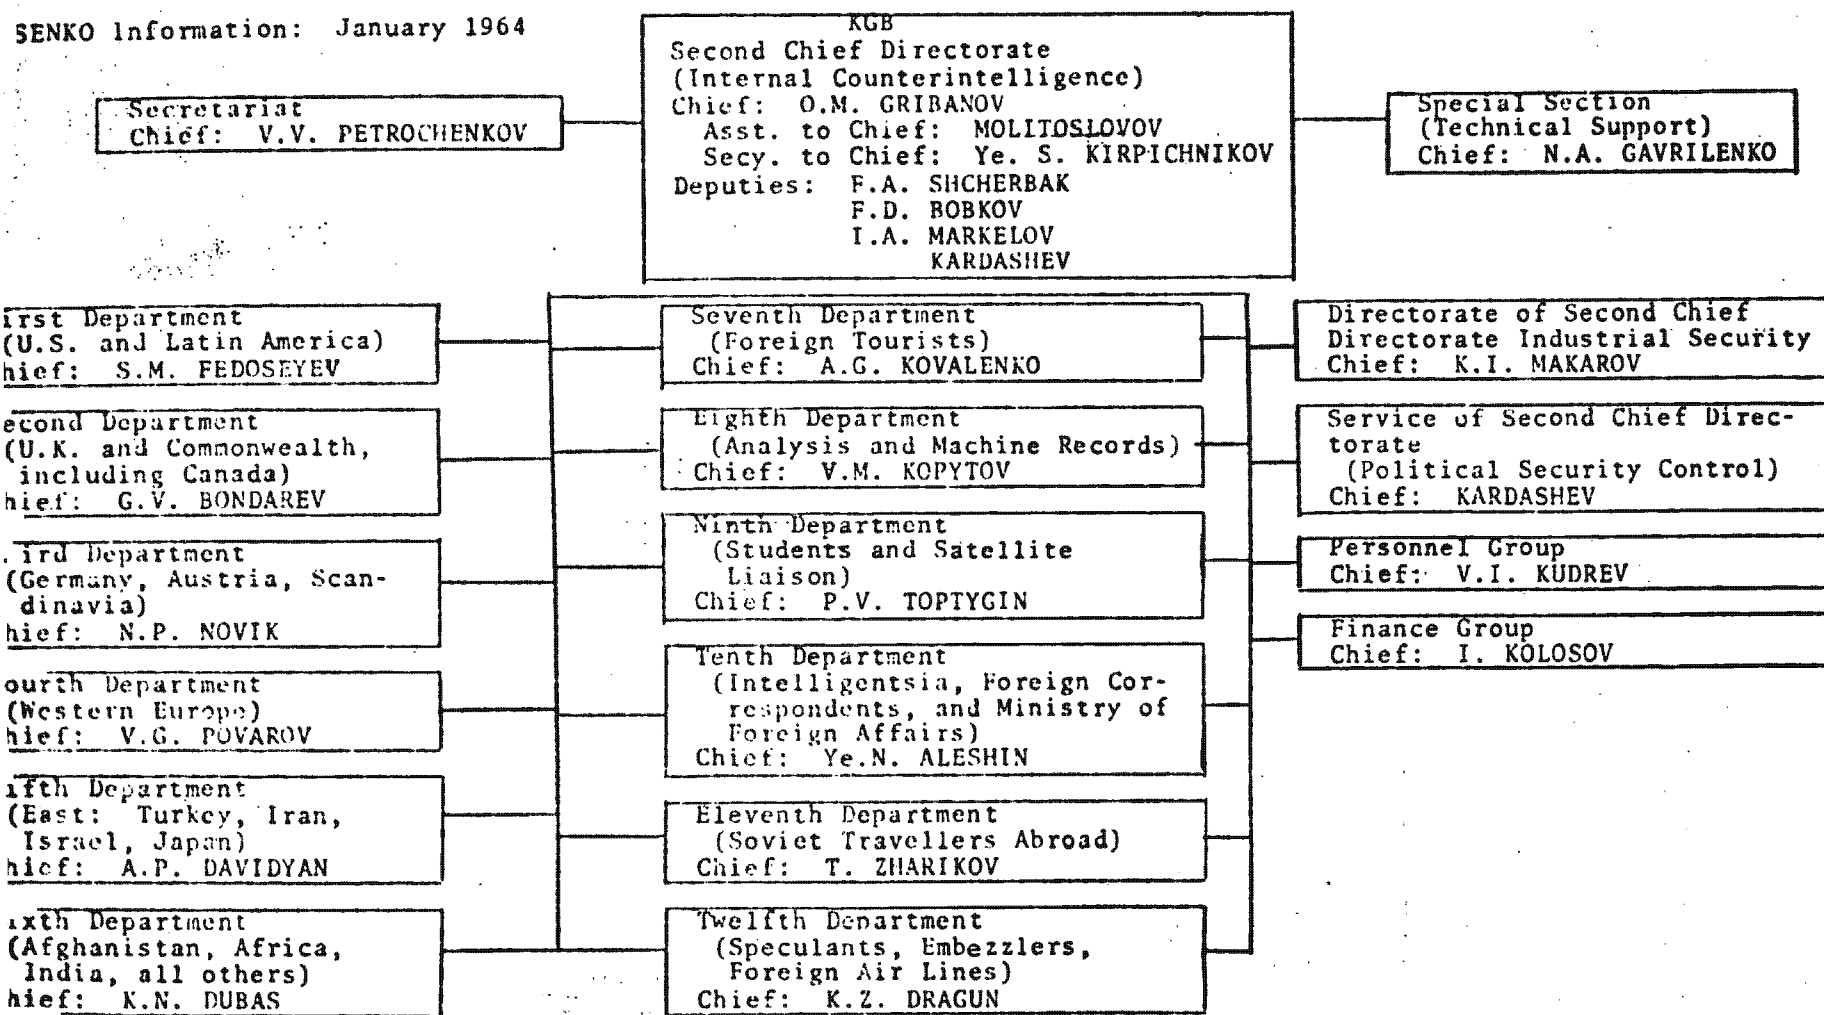 SENKO Information: January 1964
KGB
Second Chief Directorate
(Internal Counterintelligence)
Chief: O.M. GRIBANOV
Asst. to Chief: MOLITOSLOVOV
Secy. to Chief: Ye. S. KIRPICHNIKOV
Deputies: F.A. SHCHERBAK
F.D. BOBKOV
I.A. MARKELOV
KARDASHEV
Secretariat
Chief: V.V. PETROCHENKOV
Special Section
(Technical Support)
Chief: N.A. GAVRILENKO
irst Department
(U.S. and Latin America)
hief: S.M. FEDOSEYEV
econd Department
(U.K. and Commonwealth,
including Canada)
hief: G.V. BONDAREV
ird Department
(Germany, Austria, Scan-
dinavia)
hief: N.P. NOVIK
ourth Department
(Western Europe)
hief: V.G. POVAROV
ifth Department
(East: Turkey, Iran,
Israel, Japan)
hief: A.P. DAVIDYAN
ixth Department
(Afghanistan, Africa,
India, all others)
hief: K.N. DUBAS
Seventh Department
(Foreign Tourists)
Chief: A.G. KOVALENKO
Eighth Department
(Analysis and Machine Records)
Chief: V.M. KOPYTOV
Ninth Department
(Students and Satellite
Liaison)
Chief: P.V. TOPTYGIN
Tenth Department
(Intelligentsia, Foreign Cor-
respondents, and Ministry of
Foreign Affairs)
Chief: Ye.N. ALESHIN
Eleventh Department
(Soviet Travellers Abroad)
Chief: T. ZHARIKOV
Twelfth Department
(Speculants, Embezzlers,
Foreign Air Lines)
Chief: K.Z. DRAGUN
Directorate of Second Chief
Directorate Industrial Security
Chief: K.I. MAKAROV
Service of Second Chief Direc-
torate
(Political Security Control)
Chief: KARDASHEV
Personnel Group
Chief: V.I. KUDREV
Finance Group
Chief: I. KOLOSOV